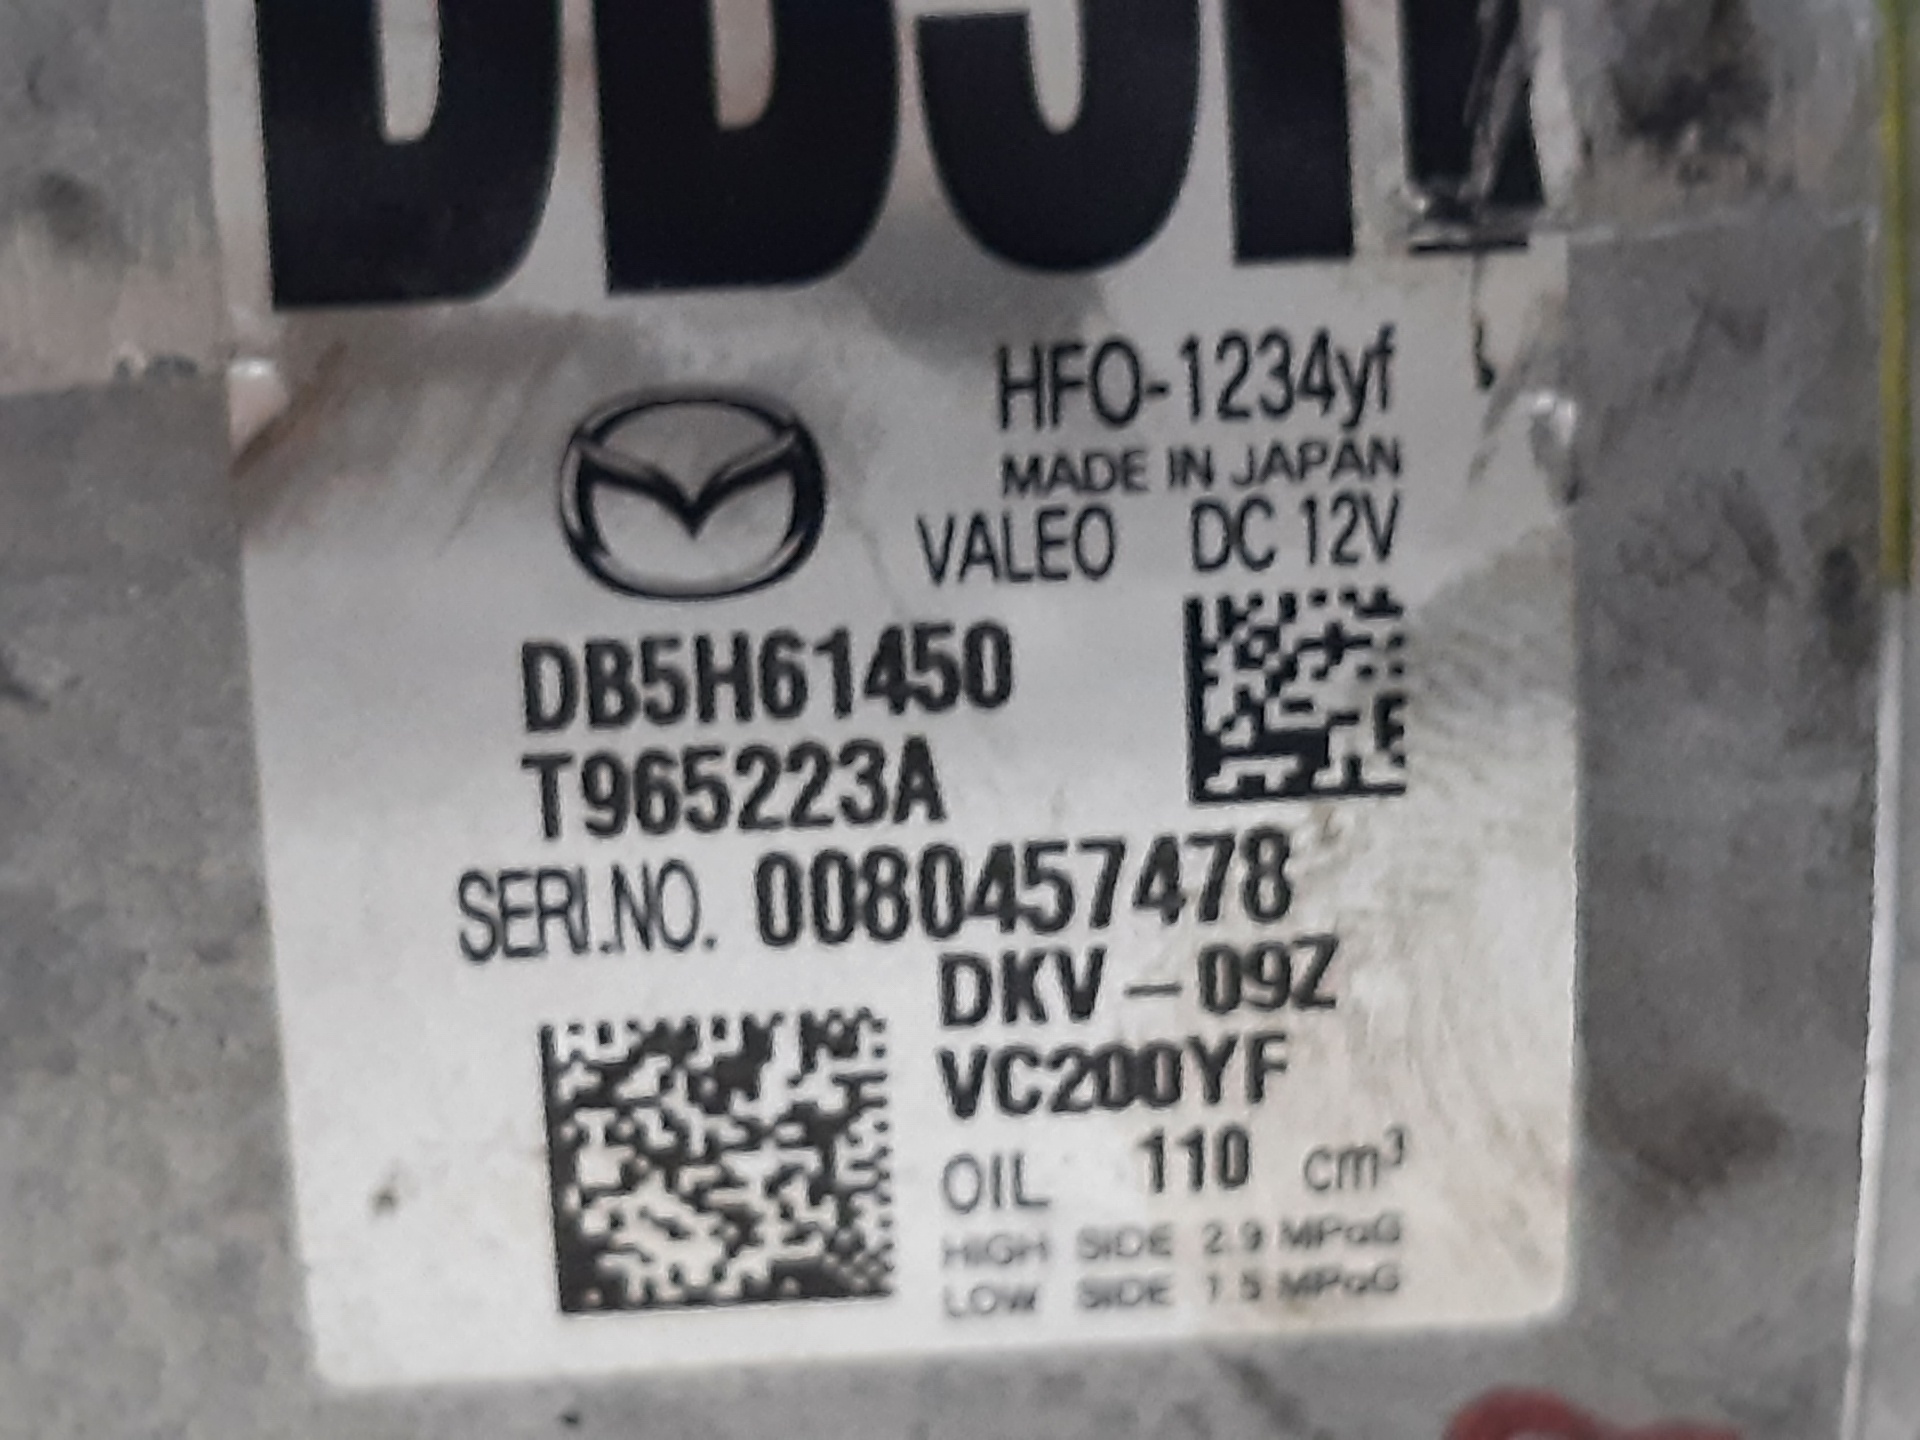 DB5H
HFO-1234yf
MADE IN JAPAN
VALEO DC 12V
DB5H61450
T965223A
SERI.NO. 0080457478
DKV-09Z
VC200YF
OIL 110 cm³
HIGH SIDE 2.9 MPaG
LOW SIDE 1.5 MPaG